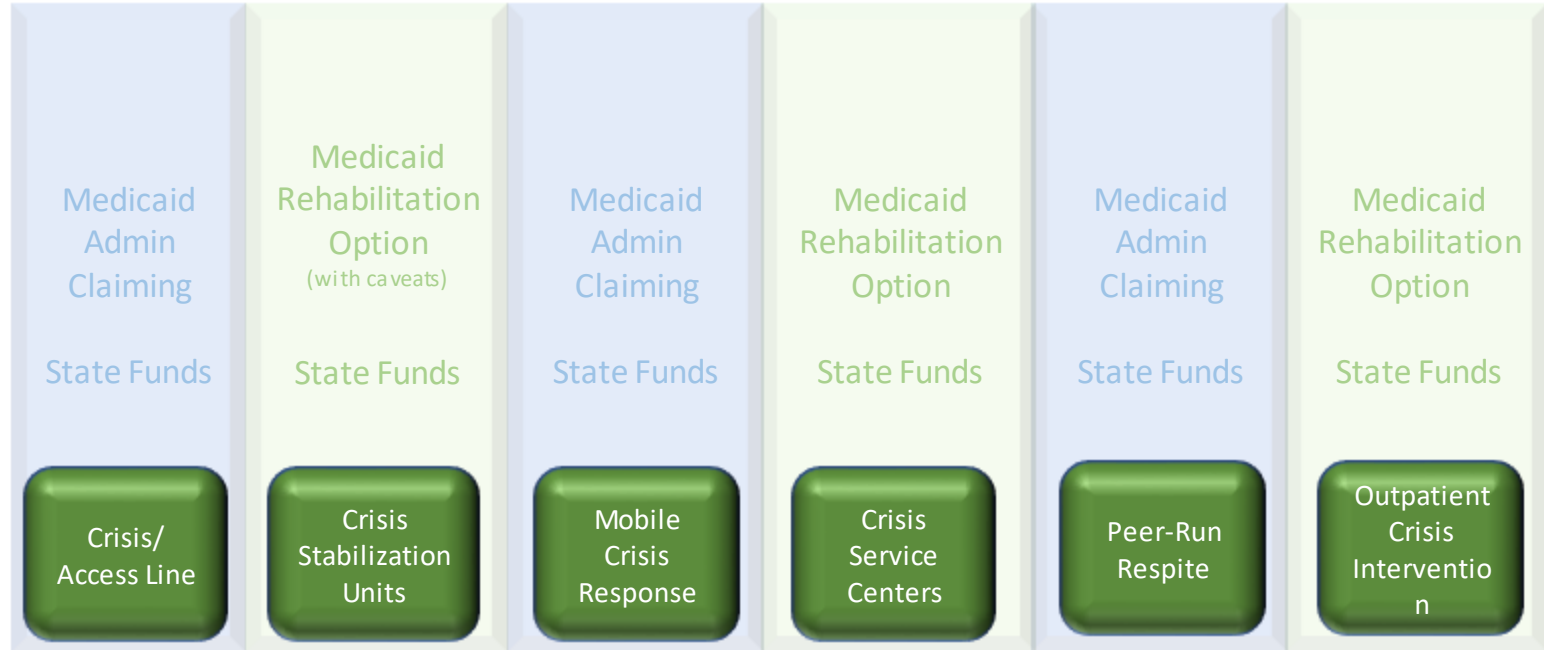 Medicaid
Admin
Claiming
State Funds
Crisis/
Access Line
Medicaid
Rehabilitation
Option
(with caveats)
State Funds
Crisis
Stabilization
Units
Medicaid
Admin
Claiming
State Funds
Mobile
Crisis
Response
Medicaid
Rehabilitation
Option
State Funds
Crisis
Service
Centers
Medicaid
Admin
Claiming
State Funds
Peer-Run
Respite
Medicaid
Rehabilitation
Option
State Funds
Outpatient
Crisis
Interventio
n